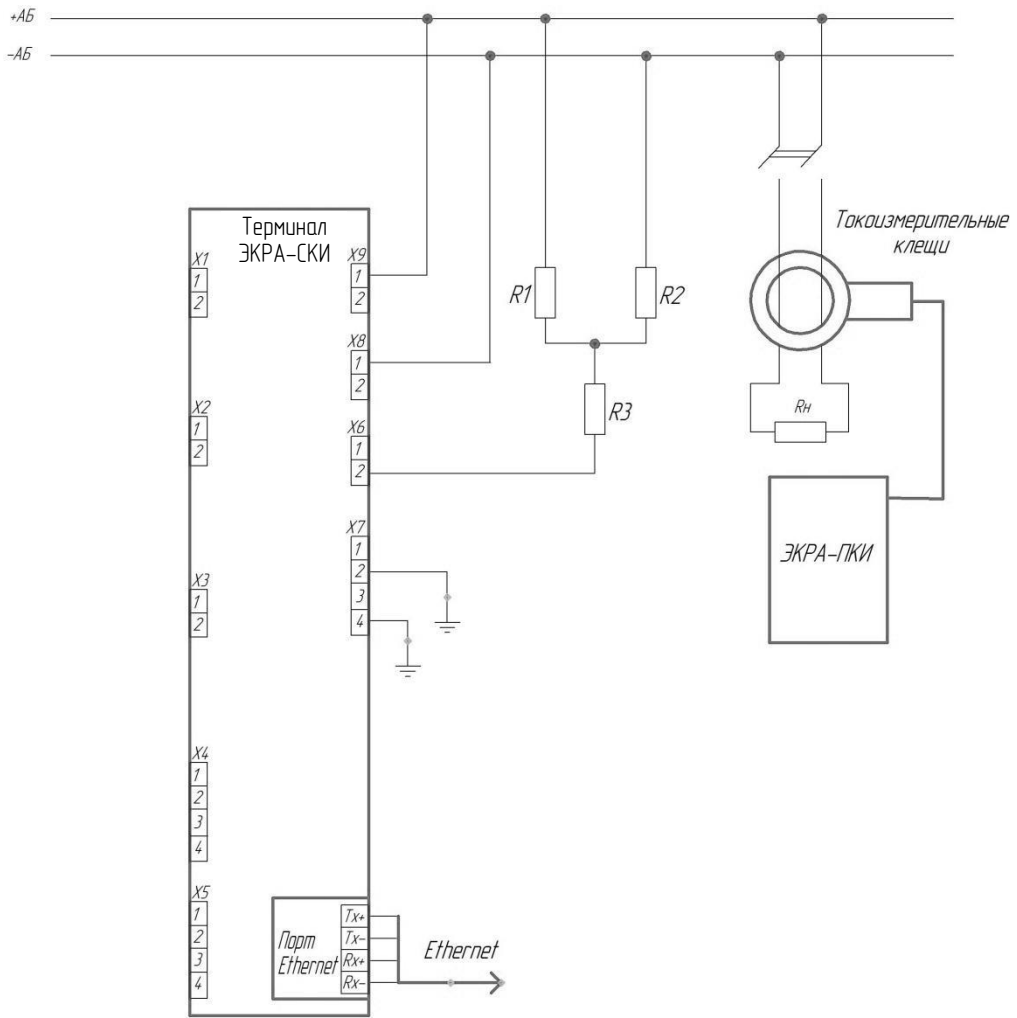 +АБ
-АБ
Терминал
ЭКРА-СКИ
X1
1
2
X2
1
2
X3
1
2
X4
1
2
3
4
X5
1
2
3
4
X9
1
2
X8
1
2
X6
1
2
X7
1
2
3
4
Порт
Ethernet
Tx+
Tx-
Rx+
Rx-
Ethernet
R1
R2
R3
Токоизмерительные
клещи
Rн
ЭКРА-ПКИ